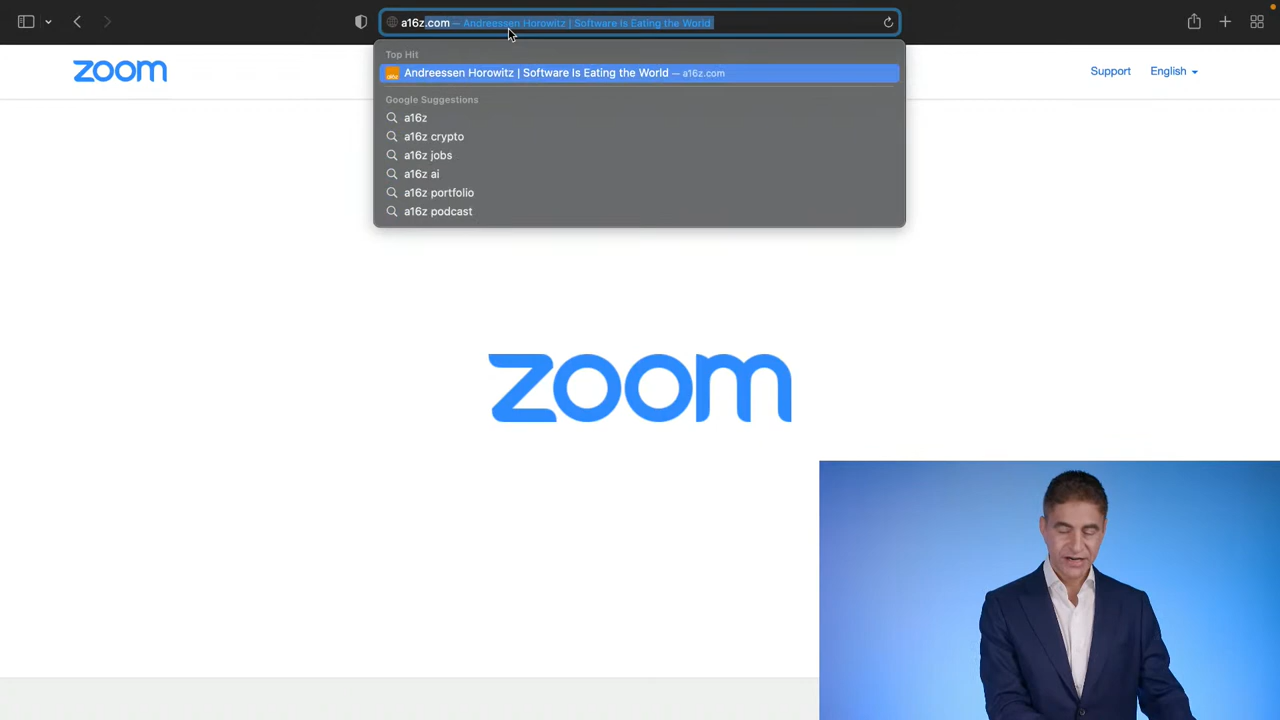 a16z.com — Andreessen Horowitz | Software Is Eating the World
Top Hit
Andreessen Horowitz | Software Is Eating the World — a16z.com
Google Suggestions
a16z
a16z crypto
a16z jobs
a16z ai
a16z portfolio
a16z podcast
zoom
Support
English
zoom